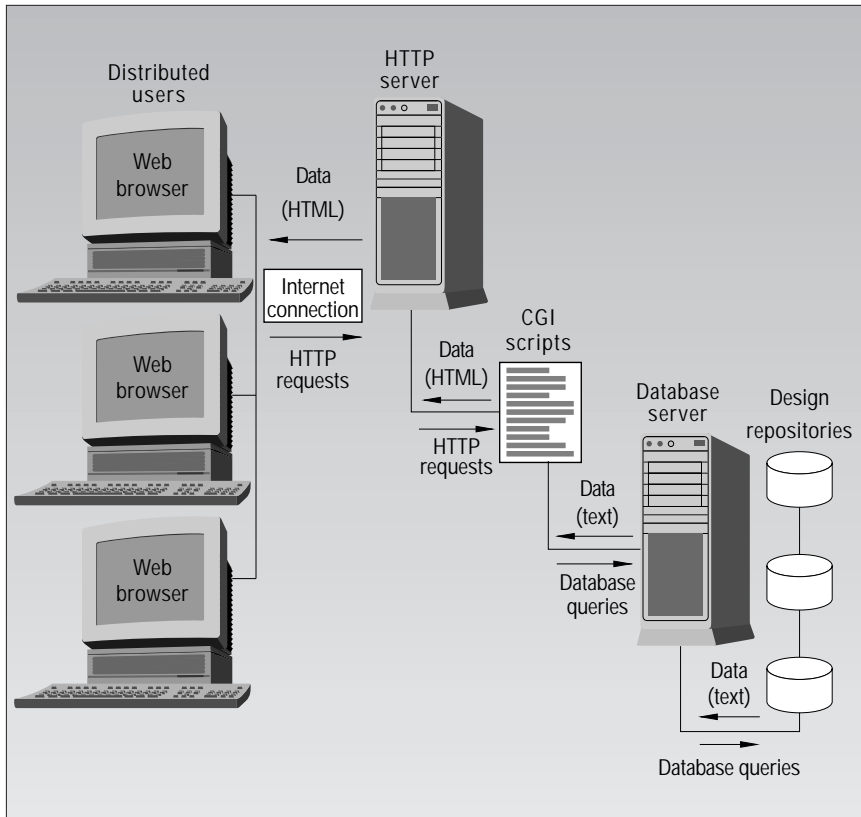 Distributed
users
HTTP
server
Web
browser
Data
(HTML)
Internet
connection
HTTP
requests
Web
browser
Web
browser
CGI
scripts
Data
(HTML)
HTTP
requests
Database
server
Design
repositories
Data
(text)
Database
queries
Data
(text)
Database queries